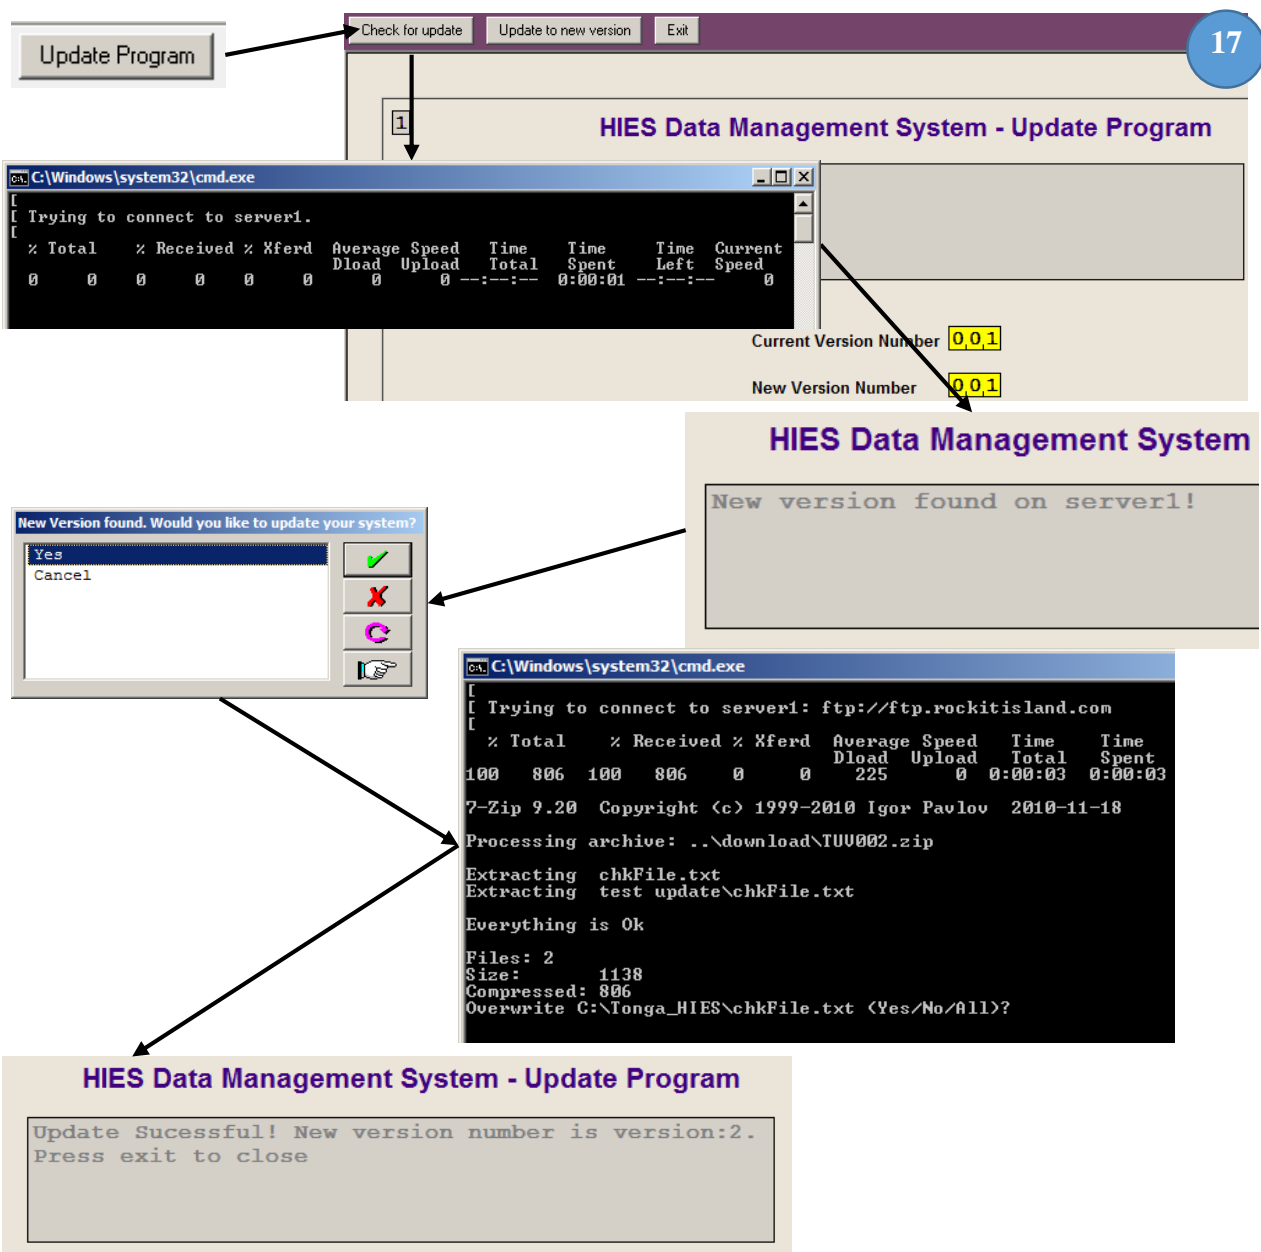 Update Program
Check for update
Update to new version
Exit
17
1
HIES Data Management System - Update Program
C:\Windows\system32\cmd.exe
[
[ Trying to connect to server1.
[
% Total % Received % Xferd Average Speed Time Time Time Current
Dload Upload Total Spent Left Speed
0 0 0 0 0 0 0 0 --:--:-- 0:00:01 --:--:-- 0
Current Version Number 0,0,1
New Version Number 0,0,1
HIES Data Management System
New version found on server1!
New Version found. Would you like to update your system?
Yes
Cancel
C:\Windows\system32\cmd.exe
[
[ Trying to connect to server1: ftp://ftp.rockitisland.com
[
% Total % Received % Xferd Average Speed Time Time
Dload Upload Total Spent
100 806 100 806 0 0 225 0 0:00:03 0:00:03
7-Zip 9.20 Copyright (c) 1999-2010 Igor Pavlov 2010-11-18
Processing archive: ..\download\TUV002.zip
Extracting chkFile.txt
Extracting test update\chkFile.txt
Everything is Ok
Files: 2
Size: 1138
Compressed: 806
Overwrite C:\Tonga_HIES\chkFile.txt (Yes/No/All)?
HIES Data Management System - Update Program
Update Sucessful! New version number is version:2.
Press exit to close